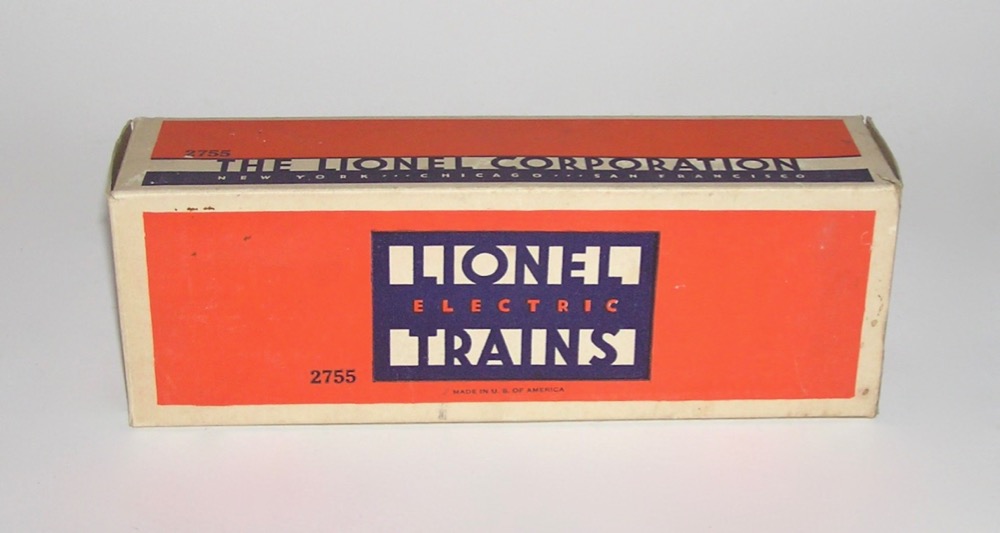 2755
THE LIONEL CORPORATION
NEW YORK···CHICAGO···SAN FRANCISCO
LIONEL
ELECTRIC
TRAINS
2755
MADE IN U. S. OF AMERICA